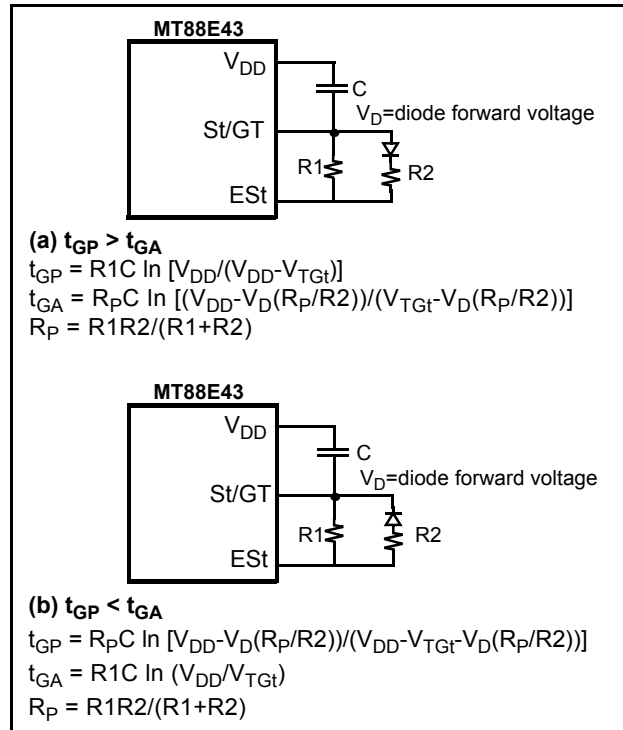 MT88E43
VDD
C
VD=diode forward voltage
St/GT
R1
R2
ESt
(a) tGP > tGA
tGP = R1C ln [VDD/(VDD-VTGt)]
tGA = RPC ln [(VDD-VD(RP/R2))/(VTGt-VD(RP/R2))]
RP = R1R2/(R1+R2)
MT88E43
VDD
C
VD=diode forward voltage
St/GT
R1
R2
ESt
(b) tGP < tGA
tGP = RPC ln [VDD-VD(RP/R2))/(VDD-VTGt-VD(RP/R2))]
tGA = R1C ln (VDD/VTGt)
RP = R1R2/(R1+R2)